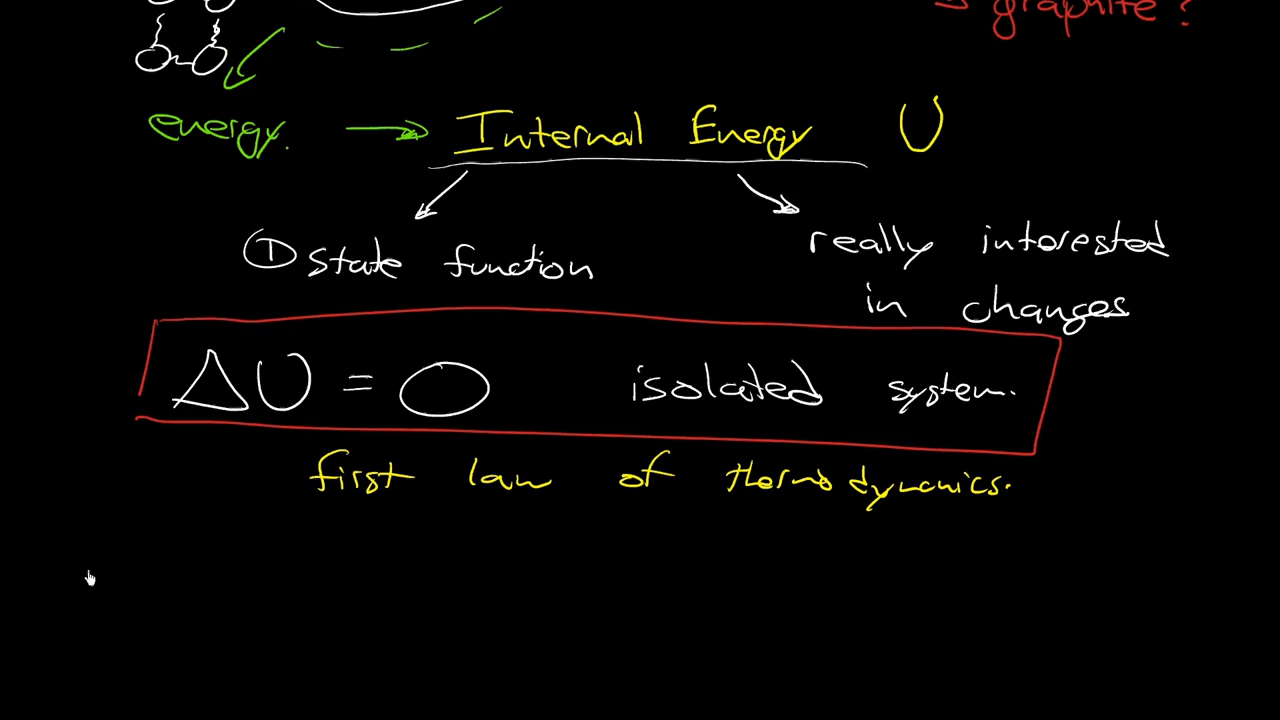 graphite?
energy. → Internal Energy U
① state function
really interested
in changes
ΔU = 0 isolated system.
first law of thermodynamics.